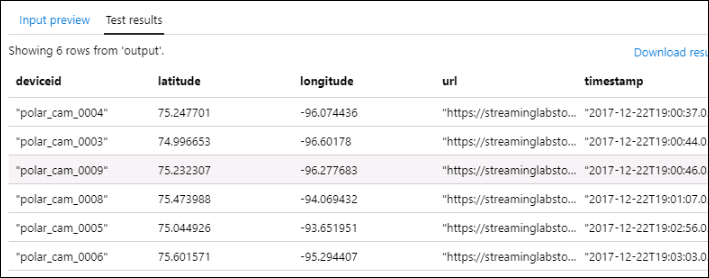 Input preview Test results
Showing 6 rows from 'output'.
Download resu
deviceid latitude longitude url timestamp
"polar_cam_0004" 75.247701 -96.074436 "https://streaminglabsto... "2017-12-22T19:00:37.0
"polar_cam_0003" 74.996653 -96.60178 "https://streaminglabsto... "2017-12-22T19:00:44.0
"polar_cam_0009" 75.232307 -96.277683 "https://streaminglabsto... "2017-12-22T19:00:46.0
"polar_cam_0008" 75.473988 -94.069432 "https://streaminglabsto... "2017-12-22T19:01:07.0
"polar_cam_0005" 75.044926 -93.651951 "https://streaminglabsto... "2017-12-22T19:02:56.0
"polar_cam_0006" 75.601571 -95.294407 "https://streaminglabsto... "2017-12-22T19:03:03.0